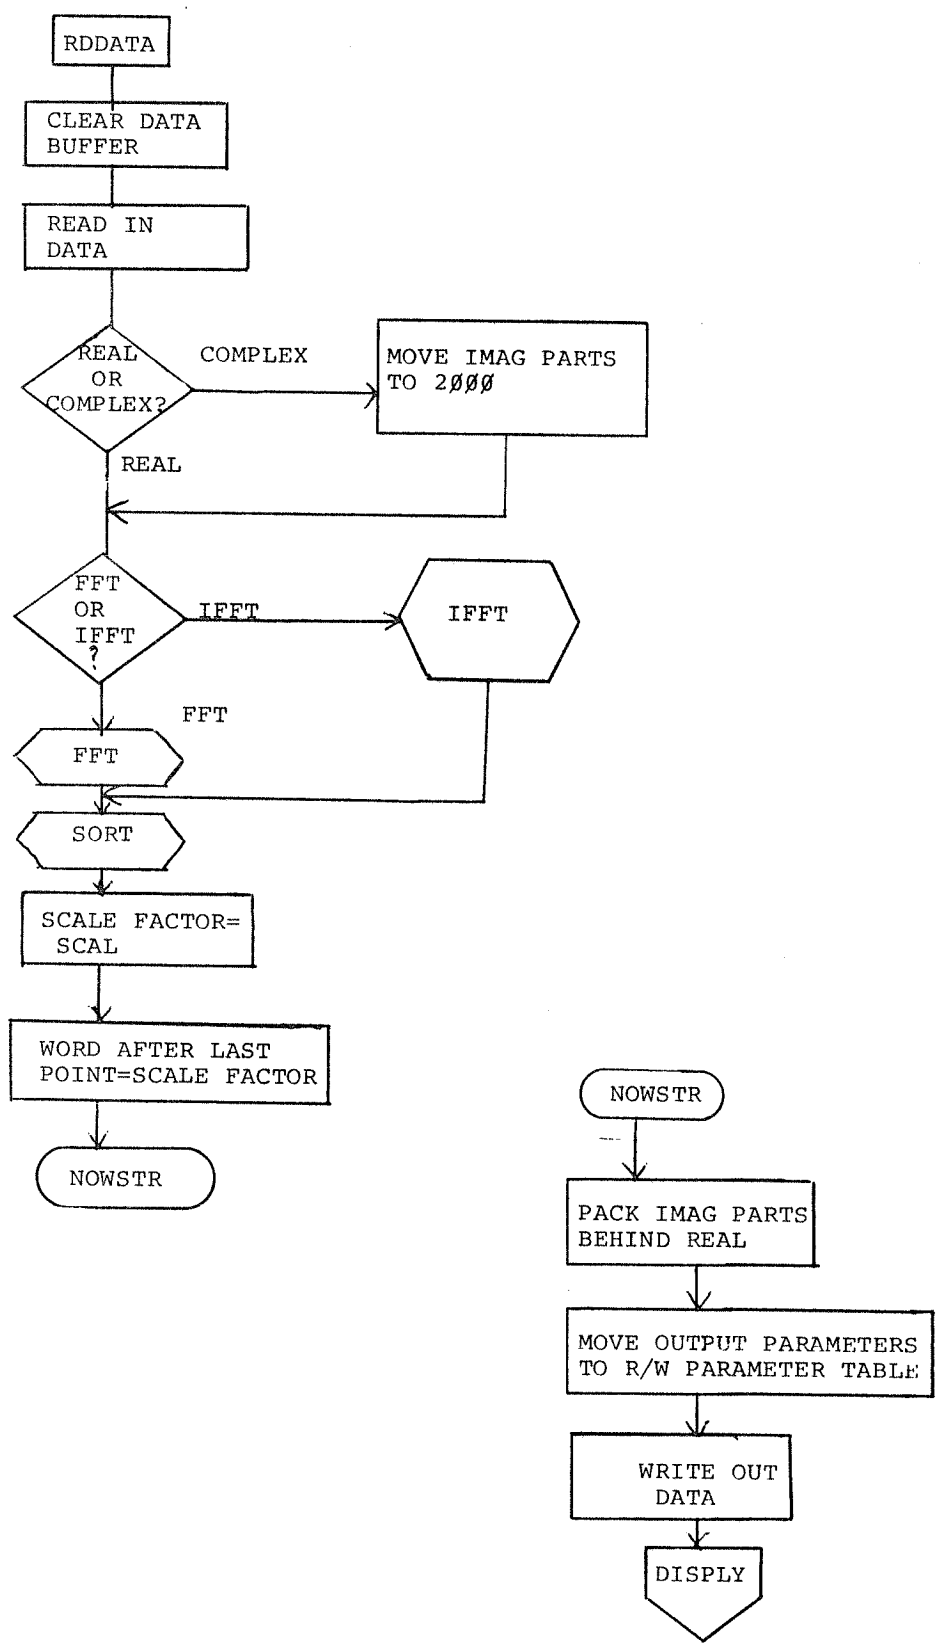 RDDATA
CLEAR DATA
BUFFER
READ IN
DATA
REAL
OR
COMPLEX?
COMPLEX
MOVE IMAG PARTS
TO 2ØØØ
REAL
FFT
OR
IFFT
?
IFFT
IFFT
FFT
FFT
SORT
SCALE FACTOR=
SCAL
WORD AFTER LAST
POINT=SCALE FACTOR
NOWSTR
NOWSTR
PACK IMAG PARTS
BEHIND REAL
MOVE OUTPUT PARAMETERS
TO R/W PARAMETER TABLE
WRITE OUT
DATA
DISPLY